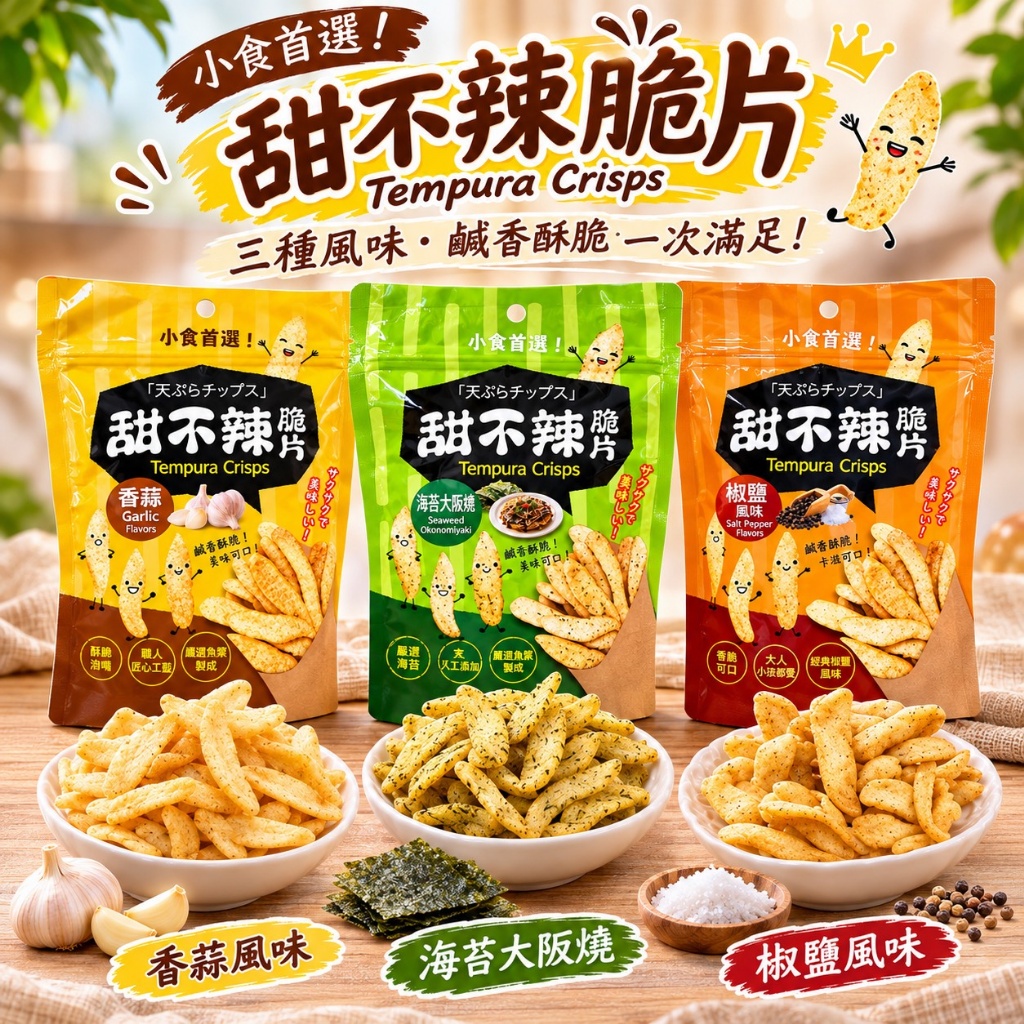 小食首選！
甜不辣脆片
Tempura Crisps
三種風味・鹹香酥脆・一次滿足！
小食首選！
「天ぷらチップス」
甜不辣脆片
Tempura Crisps
香蒜
Garlic
Flavors
サクサクで
美味しい！
鹹香酥脆！
美味可口！
酥脆
職人
匠心工藝
嚴選魚漿
製成
小食首選！
「天ぷらチップス」
甜不辣脆片
Tempura Crisps
海苔大阪燒
Seaweed
Okonomiyaki
サクサクで
美味しい！
鹹香酥脆！
美味可口！
嚴選
海苔
人工添加
嚴選魚漿
製成
小食首選！
「天ぷらチップス」
甜不辣脆片
Tempura Crisps
椒鹽
風味
Salt Pepper
Flavors
サクサクで
美味しい！
鹹香酥脆！
卡滋可口！
香脆
可口
大人
經典椒鹽
風味
香蒜風味
海苔大阪燒
椒鹽風味